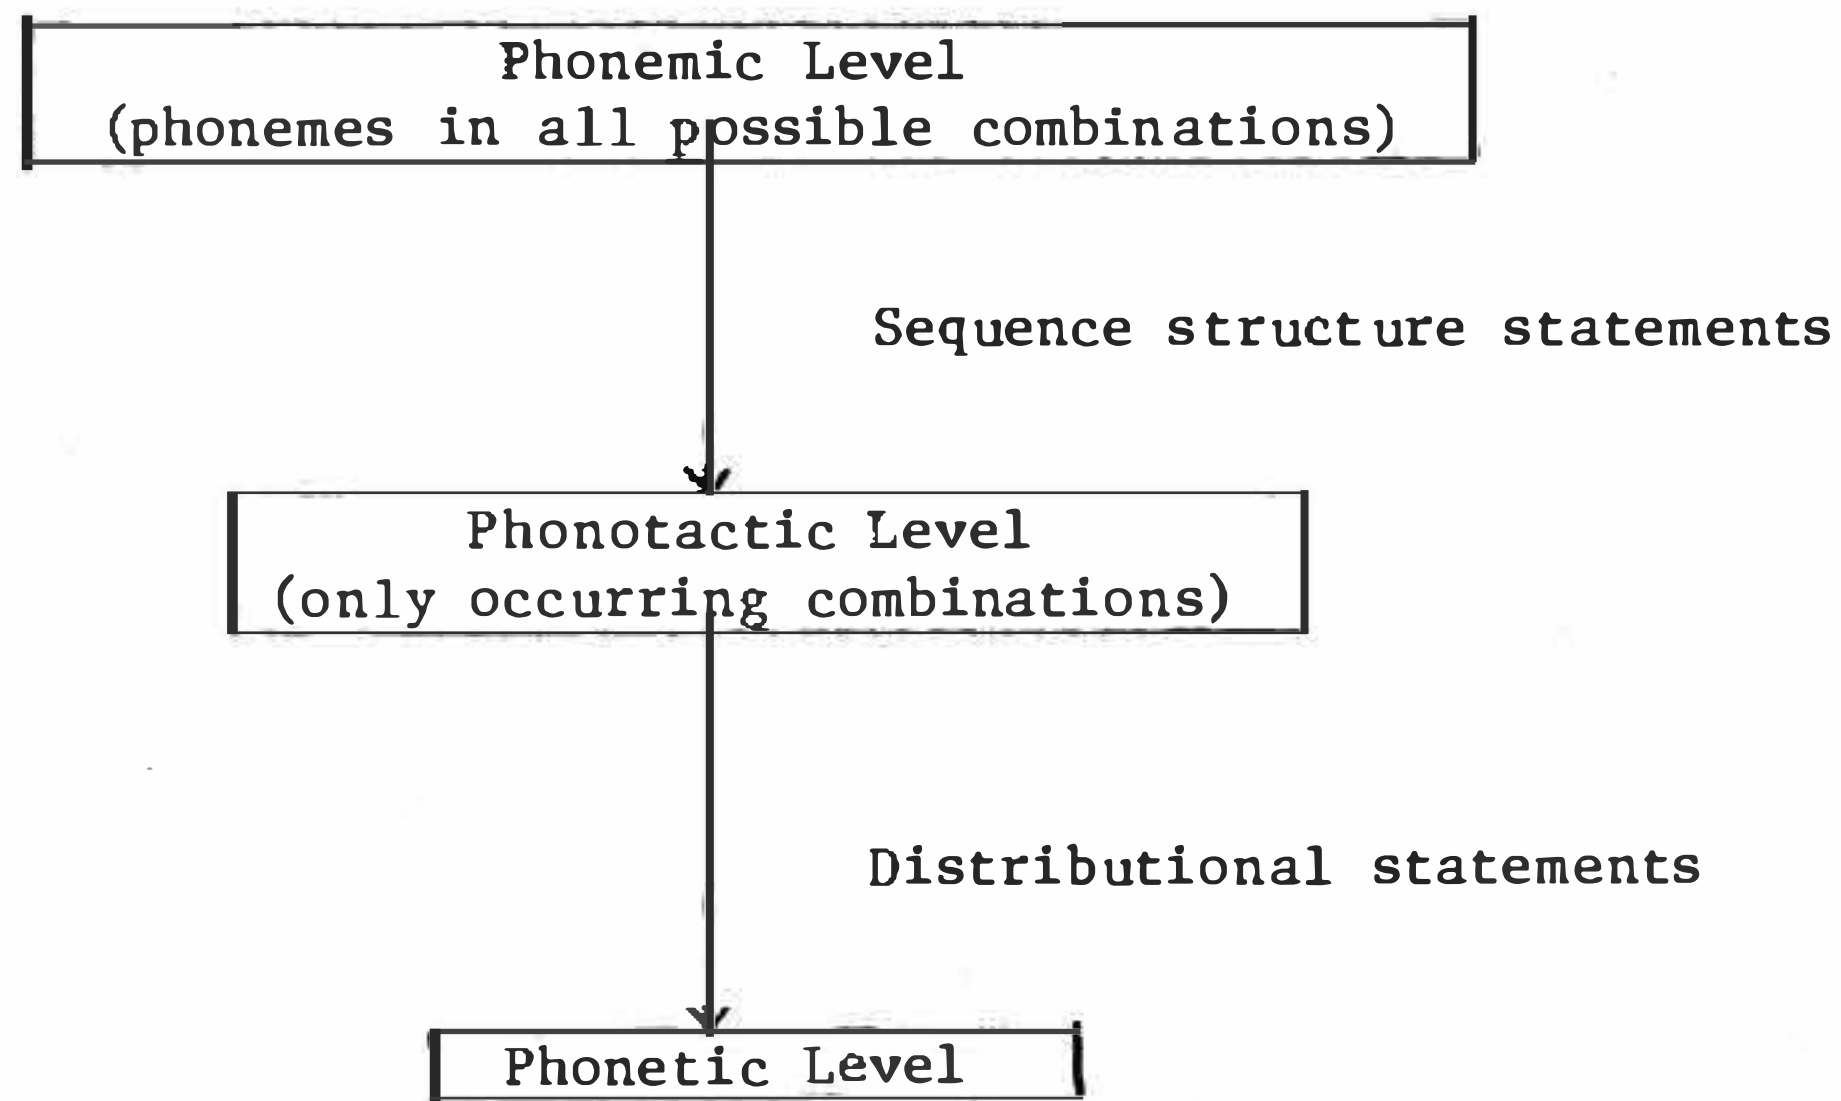 Phonemic Level
(phonemes in all possible combinations)
Sequence structure statements
Phonotactic Level
(only occurring combinations)
Distributional statements
Phonetic Level